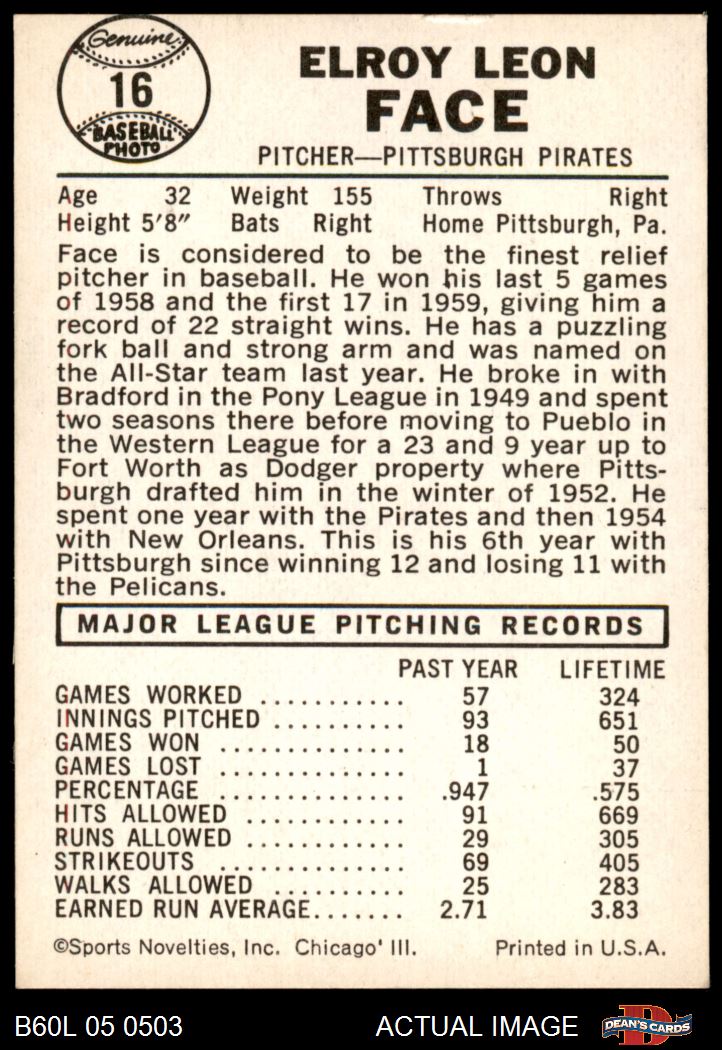 Genuine
16
BASEBALL
PHOTO
ELROY LEON
FACE
PITCHER—PITTSBURGH PIRATES
Age 32 Weight 155 Throws Right
Height 5'8" Bats Right Home Pittsburgh, Pa.
Face is considered to be the finest relief
pitcher in baseball. He won his last 5 games
of 1958 and the first 17 in 1959, giving him a
record of 22 straight wins. He has a puzzling
fork ball and strong arm and was named on
the All-Star team last year. He broke in with
Bradford in the Pony League in 1949 and spent
two seasons there before moving to Pueblo in
the Western League for a 23 and 9 year up to
Fort Worth as Dodger property where Pitts-
burgh drafted him in the winter of 1952. He
spent one year with the Pirates and then 1954
with New Orleans. This is his 6th year with
Pittsburgh since winning 12 and losing 11 with
the Pelicans.
MAJOR LEAGUE PITCHING RECORDS
PAST YEAR LIFETIME
GAMES WORKED ........... 57 324
INNINGS PITCHED .......... 93 651
GAMES WON .............. 18 50
GAMES LOST .............. 1 37
PERCENTAGE .............. .947 .575
HITS ALLOWED ............ 91 669
RUNS ALLOWED ............ 29 305
STRIKEOUTS .............. 69 405
WALKS ALLOWED .......... 25 283
EARNED RUN AVERAGE....... 2.71 3.83
©Sports Novelties, Inc. Chicago' Ill. Printed in U.S.A.
B60L 05 0503 ACTUAL IMAGE D DEAN'S CARDS